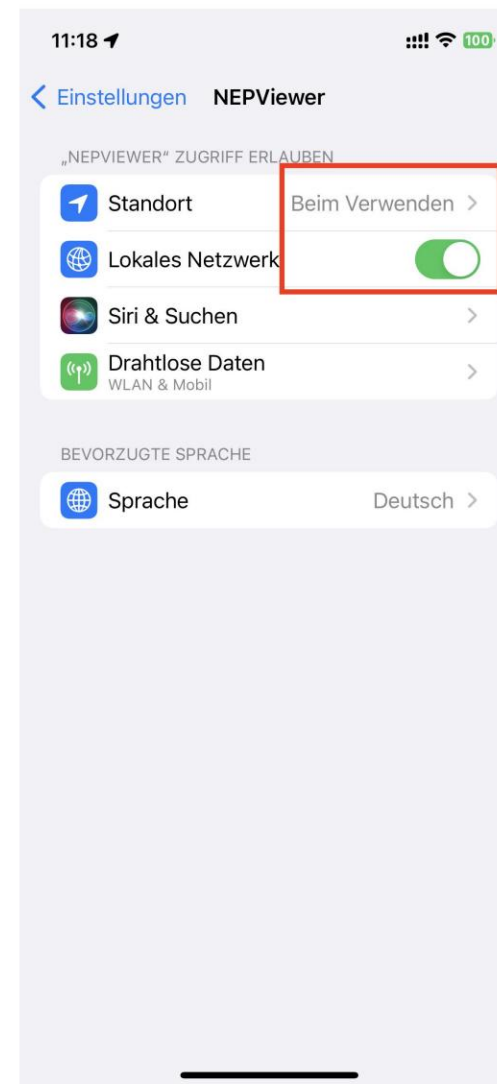 11:18
100
Einstellungen NEPViewer
„NEPVIEWER“ ZUGRIFF ERLAUBEN
Standort Beim Verwenden
Lokales Netzwerk
Siri & Suchen
Drahtlose Daten
WLAN & Mobil
BEVORZUGTE SPRACHE
Sprache Deutsch